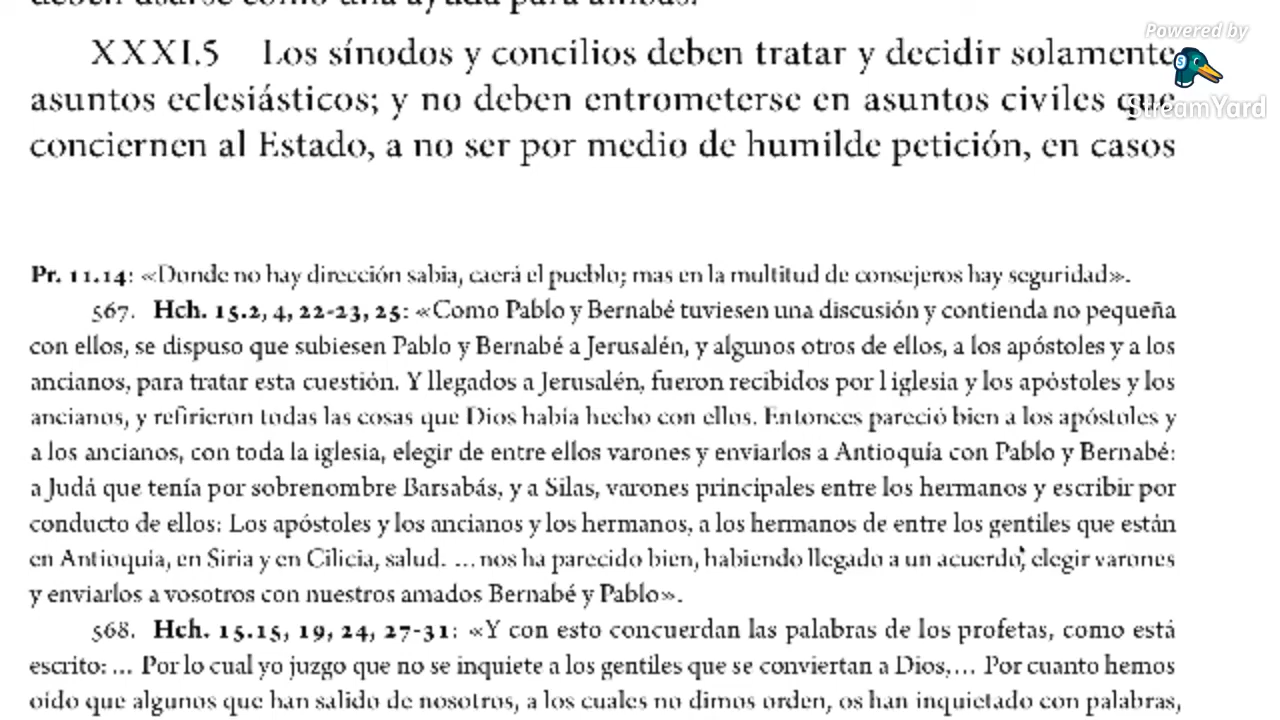 deben usarse como una ayuda para ambas.
XXXI.5 Los sínodos y concilios deben tratar y decidir solamente
asuntos eclesiásticos; y no deben entrometerse en asuntos civiles que
conciernen al Estado, a no ser por medio de humilde petición, en casos
Pr. 11.14: «Donde no hay dirección sabia, caerá el pueblo; mas en la multitud de consejeros hay seguridad».
567. Hch. 15.2, 4, 22-23, 25: «Como Pablo y Bernabé tuviesen una discusión y contienda no pequeña
con ellos, se dispuso que subiesen Pablo y Bernabé a Jerusalén, y algunos otros de ellos, a los apóstoles y a los
ancianos, para tratar esta cuestión. Y llegados a Jerusalén, fueron recibidos por l iglesia y los apóstoles y los
ancianos, y refirieron todas las cosas que Dios había hecho con ellos. Entonces pareció bien a los apóstoles y
a los ancianos, con toda la iglesia, elegir de entre ellos varones y enviarlos a Antioquía con Pablo y Bernabé:
a Judá que tenía por sobrenombre Barsabás, y a Silas, varones principales entre los hermanos y escribir por
conducto de ellos: Los apóstoles y los ancianos y los hermanos, a los hermanos de entre los gentiles que están
en Antioquía, en Siria y en Cilicia, salud. …nos ha parecido bien, habiendo llegado a un acuerdo, elegir varones
y enviarlos a vosotros con nuestros amados Bernabé y Pablo».
568. Hch. 15.15, 19, 24, 27-31: «Y con esto concuerdan las palabras de los profetas, como está
escrito: … Por lo cual yo juzgo que no se inquiete a los gentiles que se conviertan a Dios,… Por cuanto hemos
oído que algunos que han salido de nosotros, a los cuales no dimos orden, os han inquietado con palabras,
Powered by
StreamYard